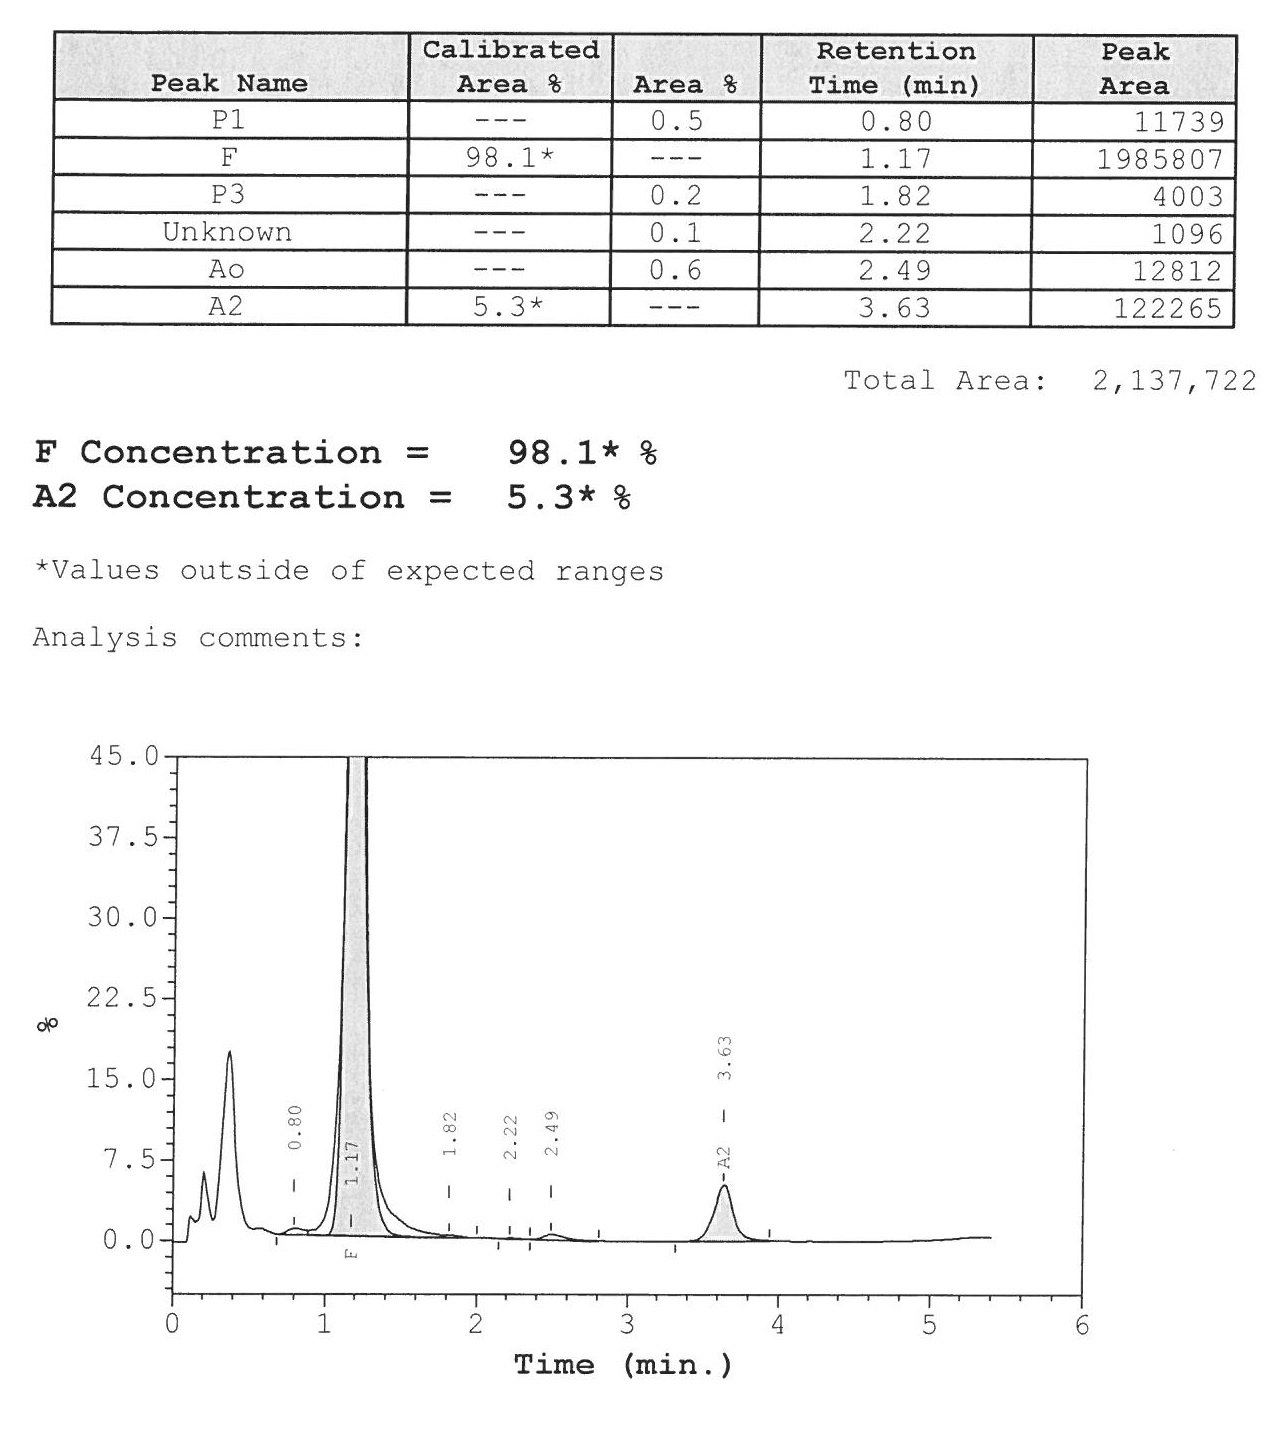 Peak Name Calibrated Area % Area % Retention Time (min) Peak Area
P1 --- 0.5 0.80 11739
F 98.1* --- 1.17 1985807
P3 --- 0.2 1.82 4003
Unknown --- 0.1 2.22 1096
Ao --- 0.6 2.49 12812
A2 5.3* --- 3.63 122265
Total Area: 2,137,722
F Concentration = 98.1* %
A2 Concentration = 5.3* %
*Values outside of expected ranges
Analysis comments:
45.0
37.5
30.0
22.5
15.0
7.5
0.0
%
0.80
F 1.17
1.82
2.22
2.49
A2 3.63
0 1 2 3 4 5 6
Time (min.)